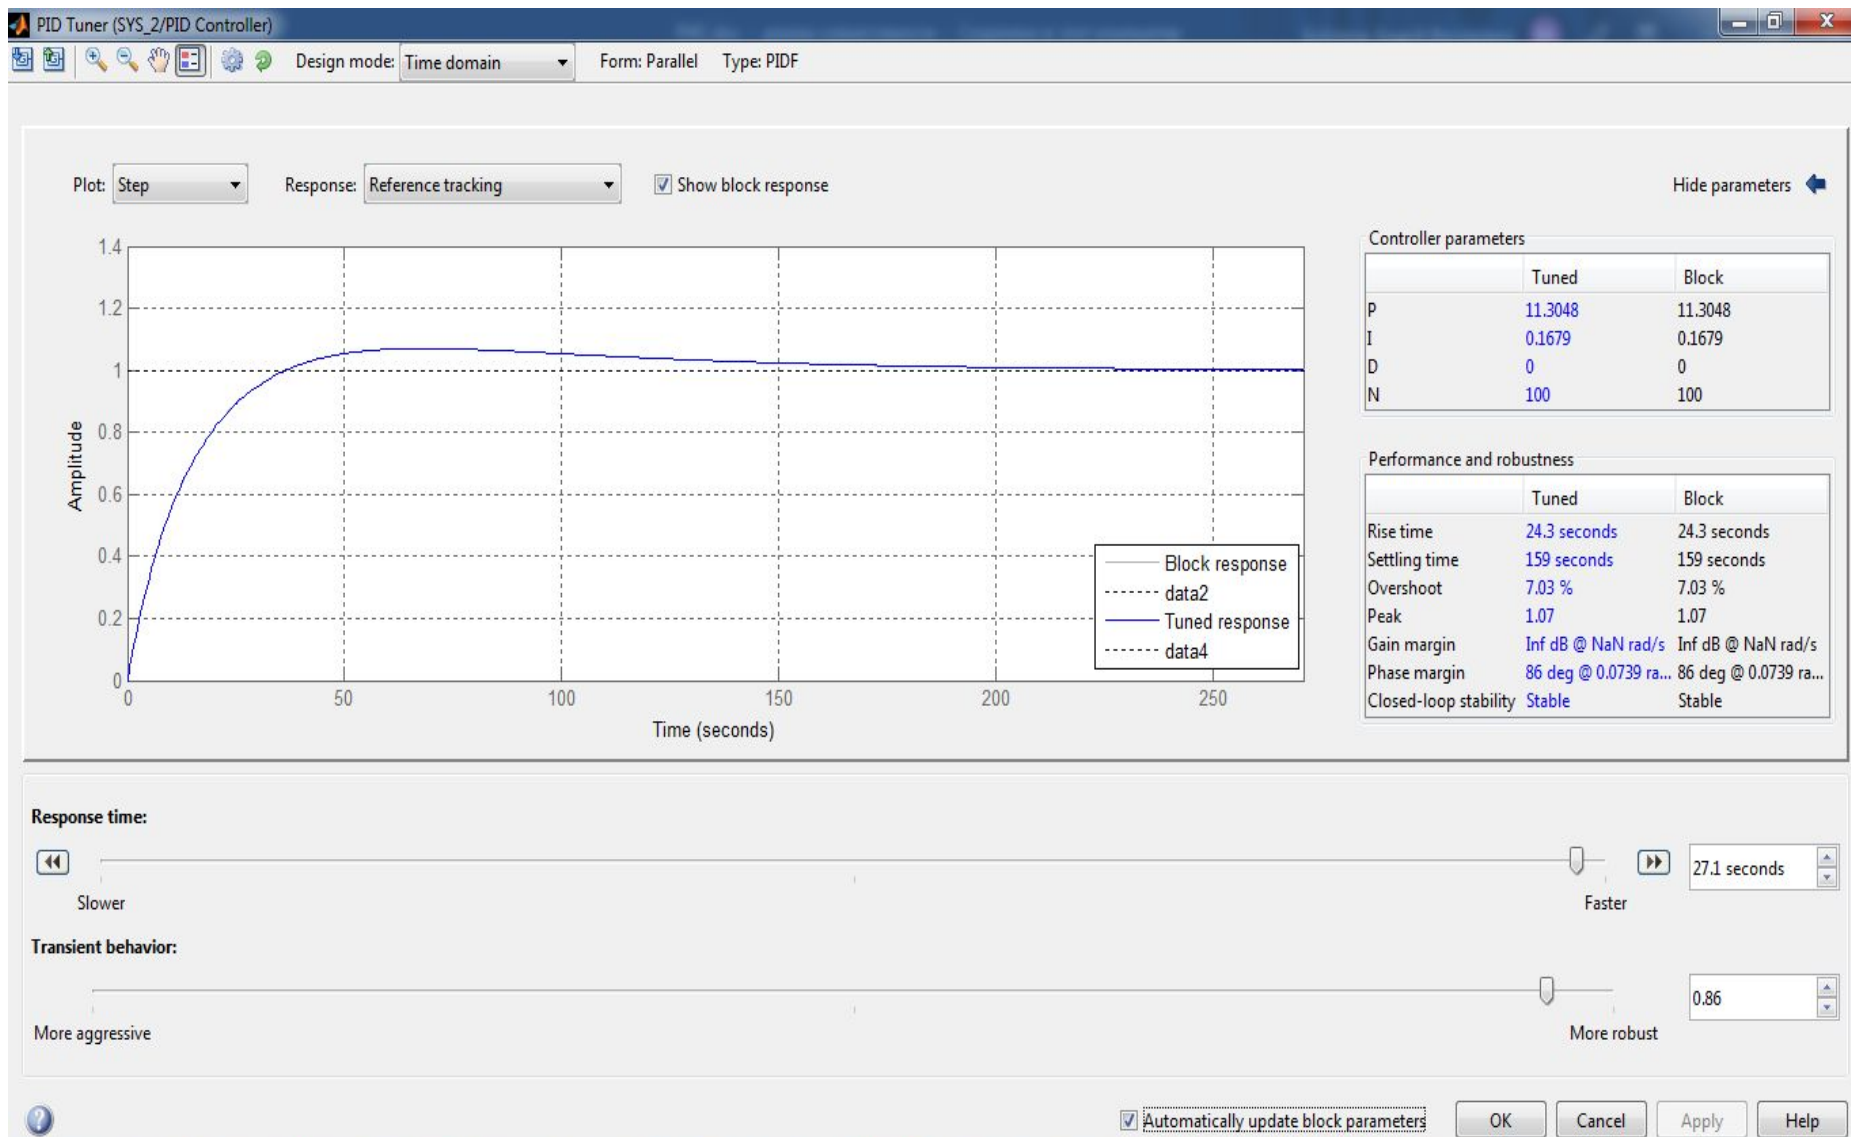 PID Tuner (SYS_2/PID Controller)
Design mode: Time domain Form: Parallel Type: PIDF
Plot: Step Response: Reference tracking Show block response Hide parameters
1.4
1.2
1
0.8
0.6
0.4
0.2
0
Amplitude
0 50 100 150 200 250
Time (seconds)
Block response
data2
Tuned response
data4
Controller parameters
Tuned Block
P 11.3048 11.3048
I 0.1679 0.1679
D 0 0
N 100 100
Performance and robustness
Tuned Block
Rise time 24.3 seconds 24.3 seconds
Settling time 159 seconds 159 seconds
Overshoot 7.03 % 7.03 %
Peak 1.07 1.07
Gain margin Inf dB @ NaN rad/s Inf dB @ NaN rad/s
Phase margin 86 deg @ 0.0739 ra... 86 deg @ 0.0739 ra...
Closed-loop stability Stable Stable
Response time:
27.1 seconds
Slower Faster
Transient behavior:
0.86
More aggressive More robust
Automatically update block parameters OK Cancel Apply Help